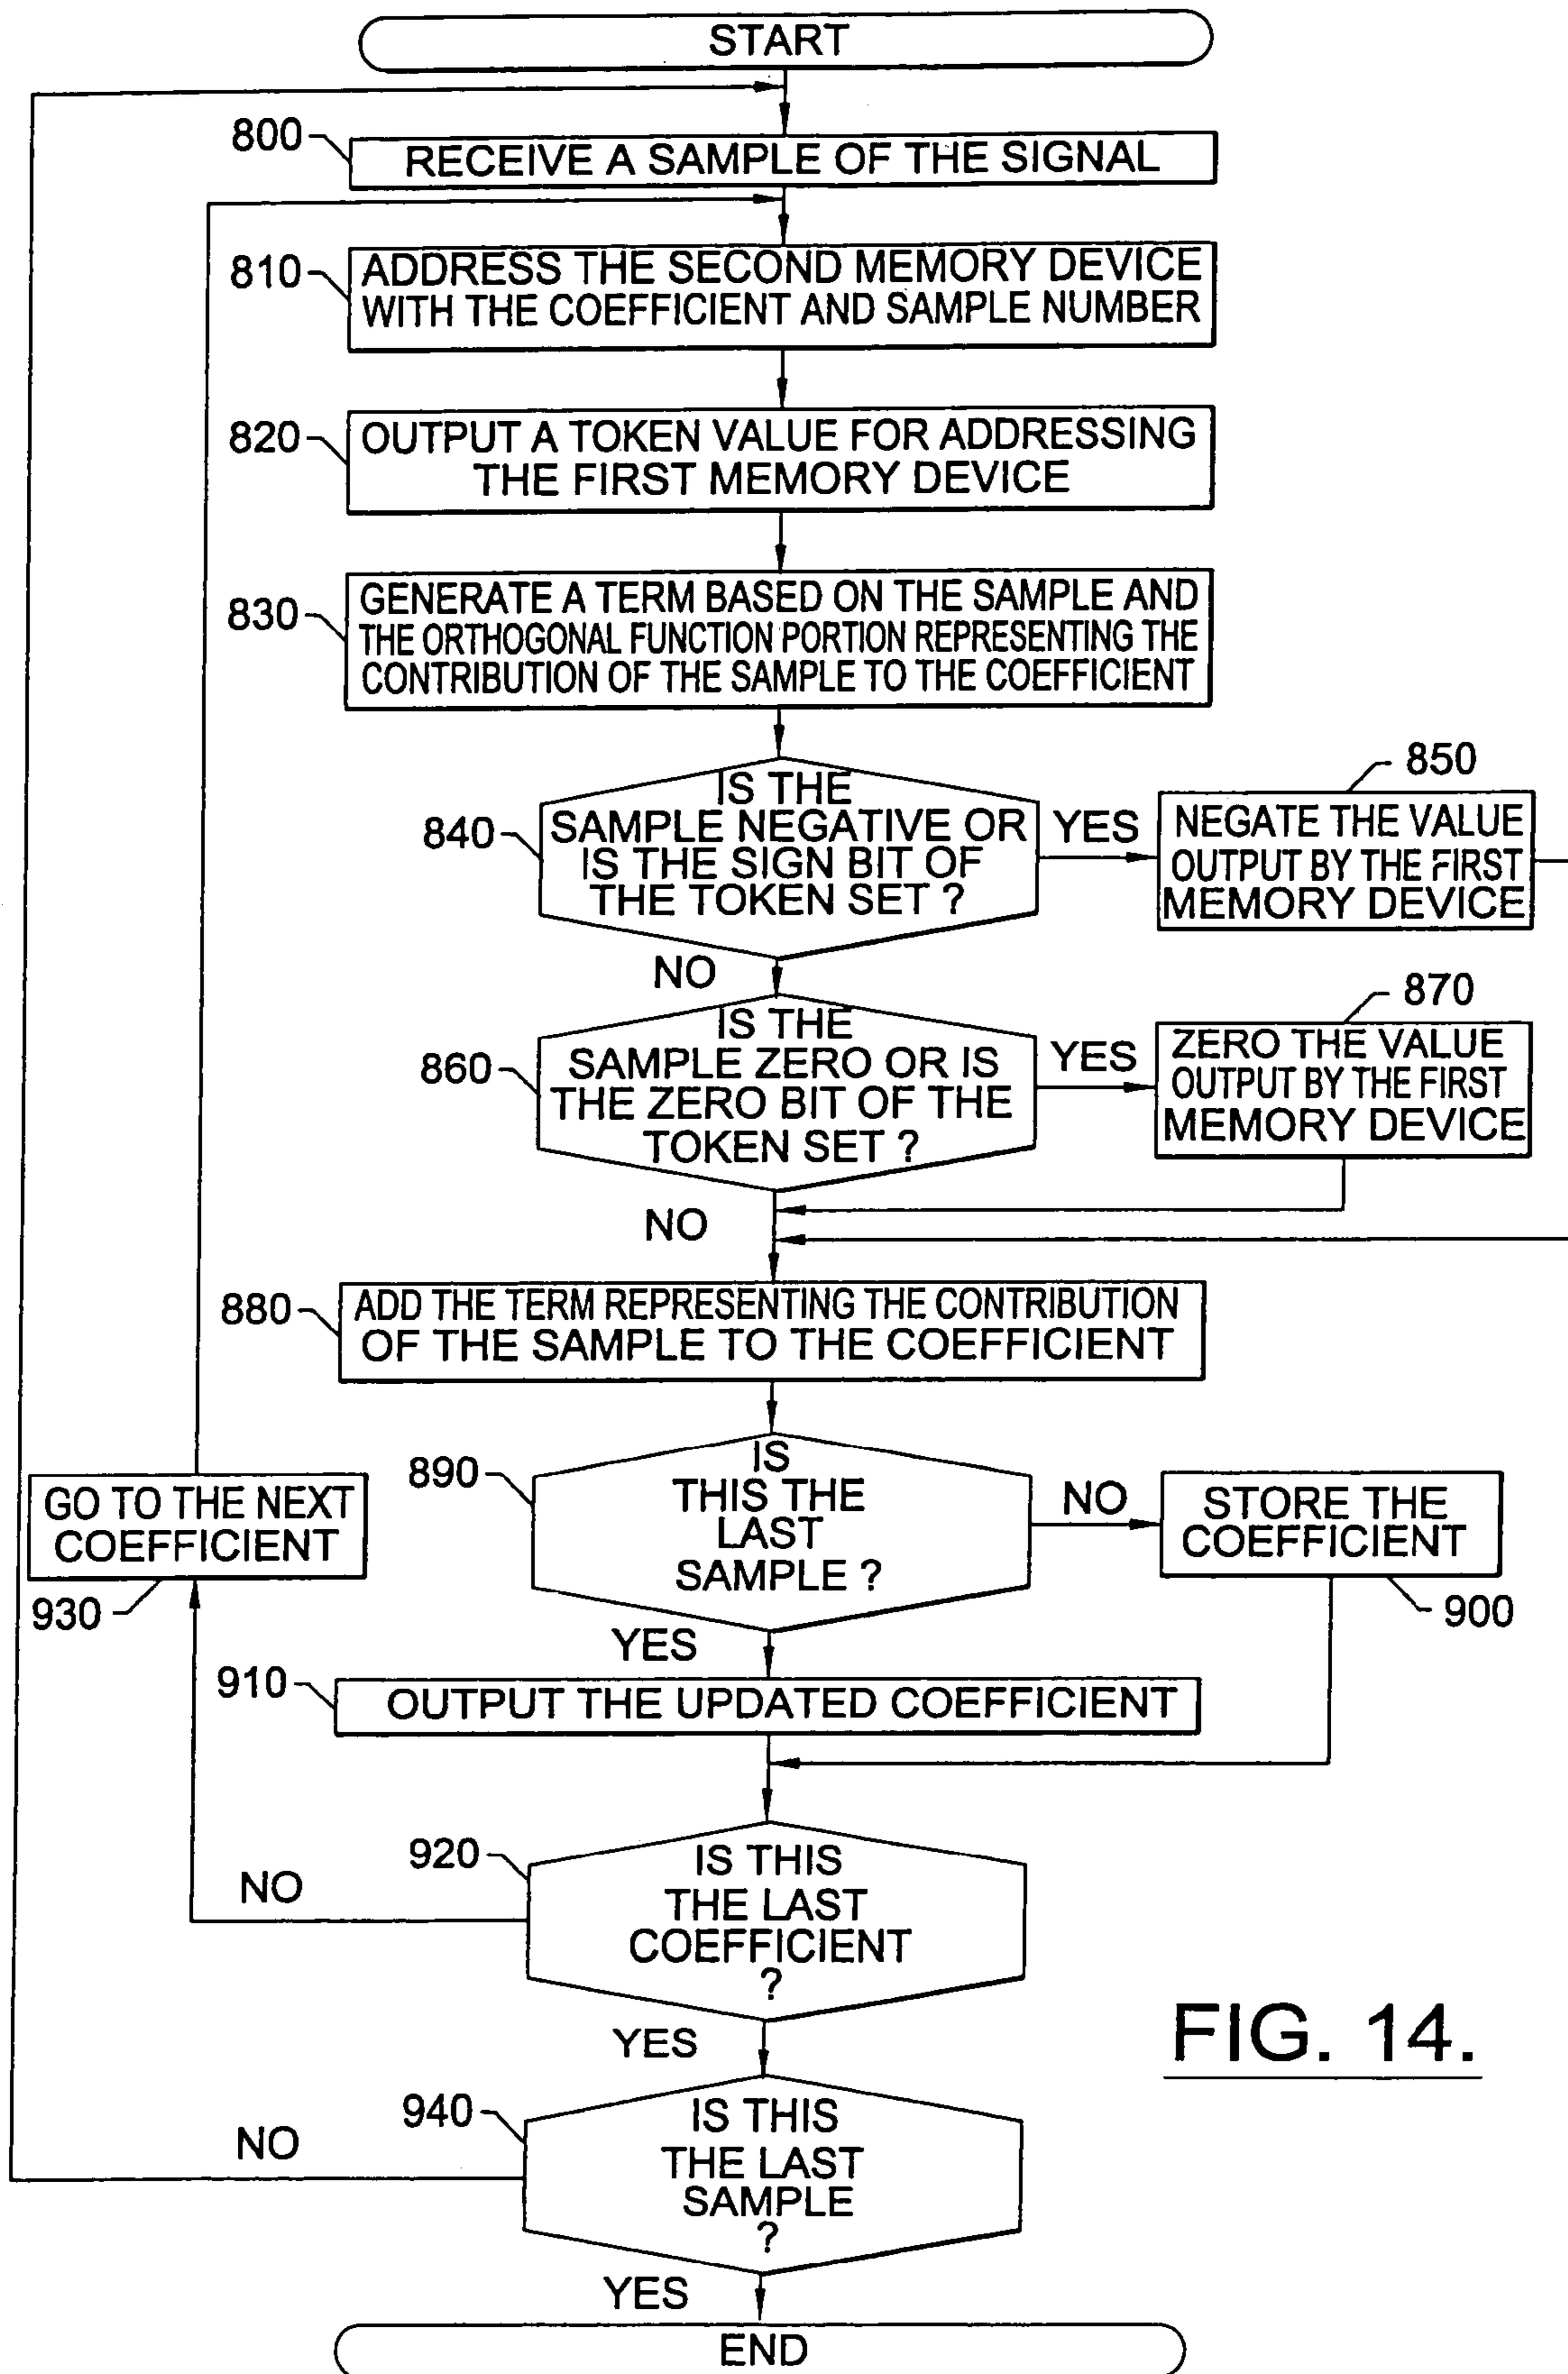 START
800
RECEIVE A SAMPLE OF THE SIGNAL
810
ADDRESS THE SECOND MEMORY DEVICE
WITH THE COEFFICIENT AND SAMPLE NUMBER
820
OUTPUT A TOKEN VALUE FOR ADDRESSING
THE FIRST MEMORY DEVICE
830
GENERATE A TERM BASED ON THE SAMPLE AND
THE ORTHOGONAL FUNCTION PORTION REPRESENTING THE
CONTRIBUTION OF THE SAMPLE TO THE COEFFICIENT
840
IS THE
SAMPLE NEGATIVE OR
IS THE SIGN BIT OF
THE TOKEN SET ?
YES
850
NEGATE THE VALUE
OUTPUT BY THE FIRST
MEMORY DEVICE
NO
860
IS THE
SAMPLE ZERO OR IS
THE ZERO BIT OF THE
TOKEN SET ?
YES
870
ZERO THE VALUE
OUTPUT BY THE FIRST
MEMORY DEVICE
NO
880
ADD THE TERM REPRESENTING THE CONTRIBUTION
OF THE SAMPLE TO THE COEFFICIENT
890
IS
THIS THE
LAST
SAMPLE ?
NO
STORE THE
COEFFICIENT
900
GO TO THE NEXT
COEFFICIENT
930
YES
910
OUTPUT THE UPDATED COEFFICIENT
920
IS THIS
THE LAST
COEFFICIENT
?
NO
YES
940
IS THIS
THE LAST
SAMPLE
?
NO
YES
END
FIG. 14.